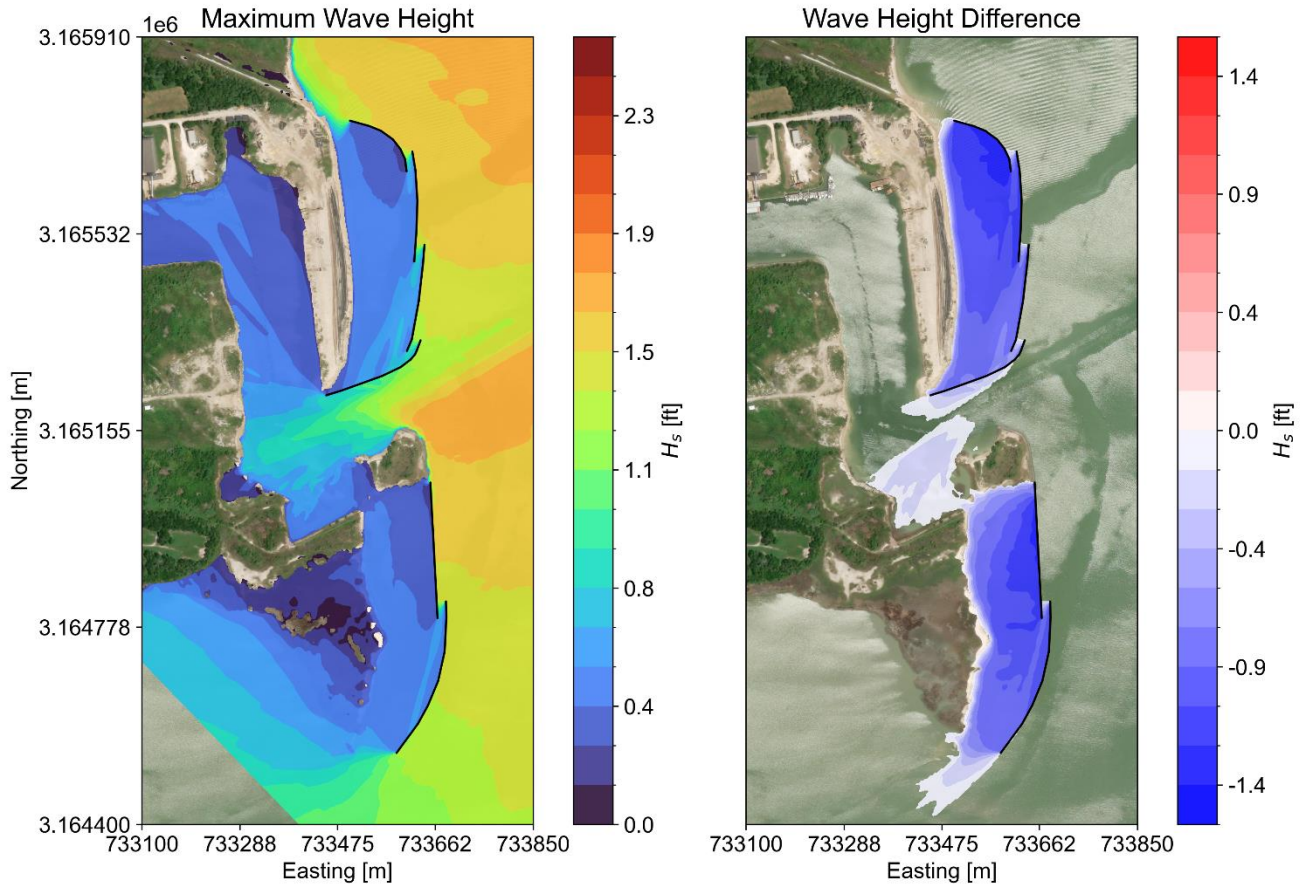 Maximum Wave Height
1e6
3.165910
3.165532
3.165155
3.164778
3.164400
Northing [m]
733100 733288 733475 733662 733850
Easting [m]
2.3
1.9
1.5
1.1
0.8
0.4
0.0
Hs [ft]
Wave Height Difference
733100 733288 733475 733662 733850
Easting [m]
1.4
0.9
0.4
0.0
-0.4
-0.9
-1.4
Hs [ft]